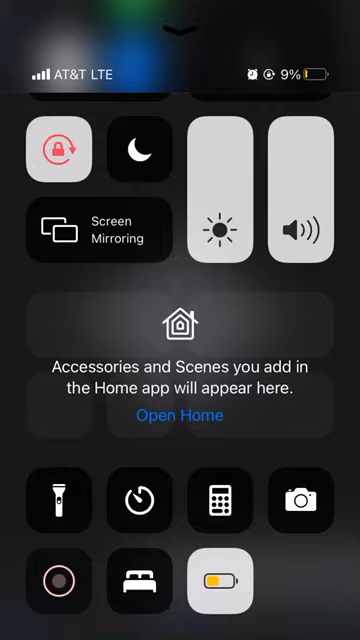 AT&T LTE
9%
Screen
Mirroring
Accessories and Scenes you add in
the Home app will appear here.
Open Home